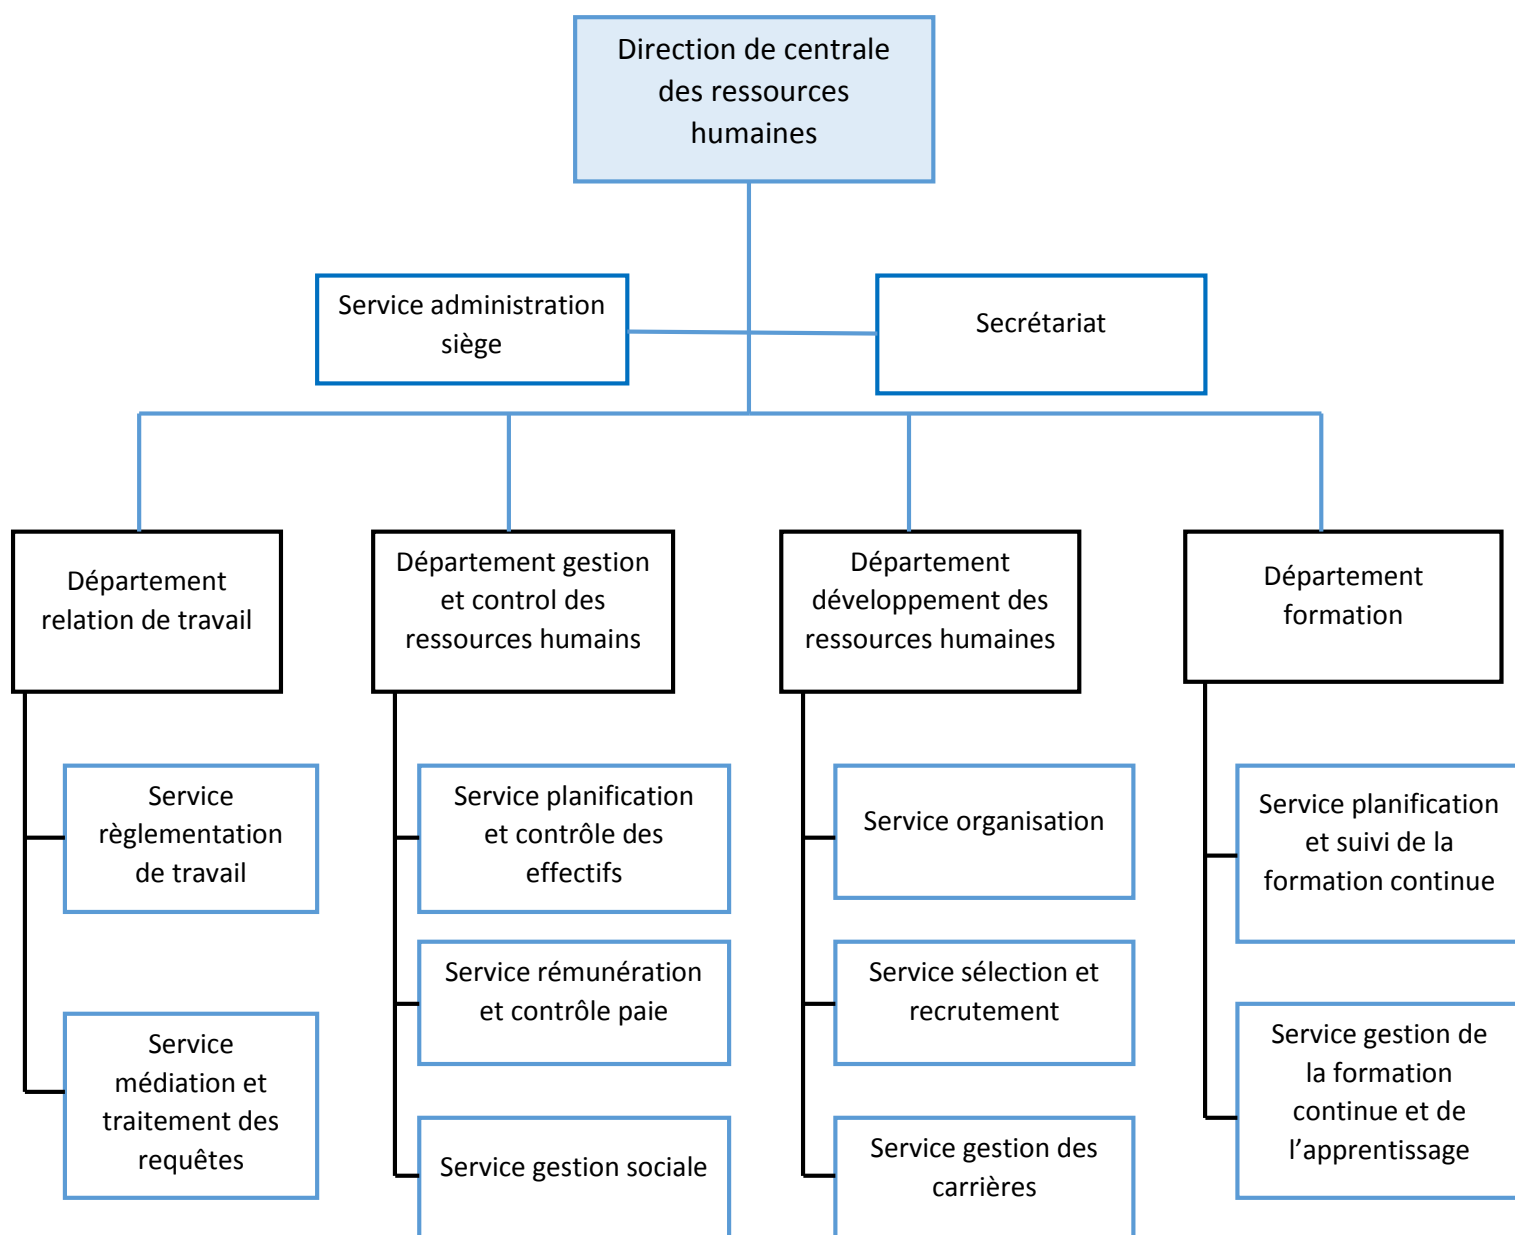 Direction de centrale
des ressources
humaines
Service administration
siège
Secrétariat
Département
relation de travail
Département gestion
et control des
ressources humains
Département
développement des
ressources humaines
Département
formation
Service
règlementation
de travail
Service planification
et contrôle des
effectifs
Service organisation
Service planification
et suivi de la
formation continue
Service rémunération
et contrôle paie
Service sélection et
recrutement
Service
médiation et
traitement des
requêtes
Service gestion de
la formation
continue et de
l’apprentissage
Service gestion sociale
Service gestion des
carrières